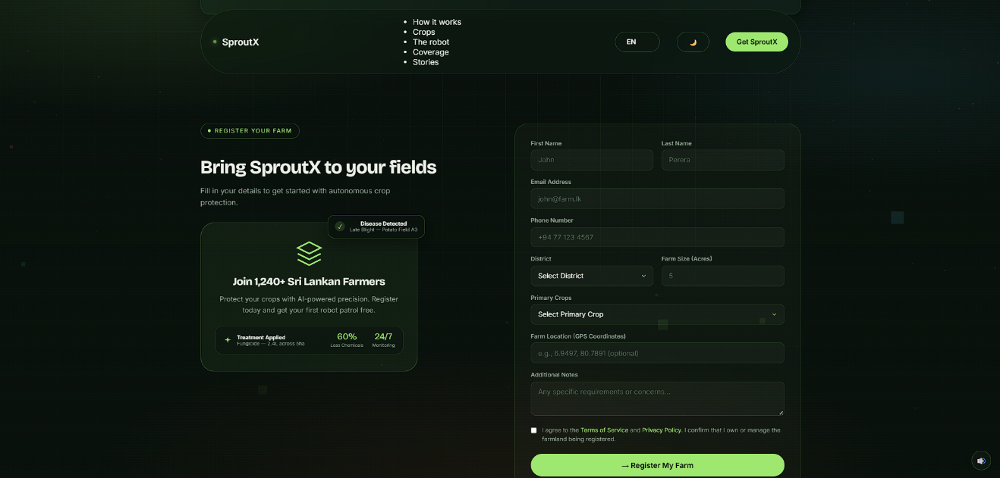 SproutX
How it works
Crops
The robot
Coverage
Stories
EN
Get SproutX
REGISTER YOUR FARM
Bring SproutX to your fields
Fill in your details to get started with autonomous crop
protection.
Disease Detected
Late Blight — Potato Field A3
Join 1,240+ Sri Lankan Farmers
Protect your crops with AI-powered precision. Register
today and get your first robot patrol free.
Treatment Applied
Fungicide — 2.4L across 5ha
60%
Less Chemicals
24/7
Monitoring
First Name
Last Name
John
Perera
Email Address
john@farm.lk
Phone Number
+94 77 123 4567
District
Farm Size (Acres)
Select District
5
Primary Crops
Select Primary Crop
Farm Location (GPS Coordinates)
e.g., 6.9497, 80.7891 (optional)
Additional Notes
Any specific requirements or concerns...
I agree to the Terms of Service and Privacy Policy. I confirm that I own or manage the
farmland being registered.
→ Register My Farm